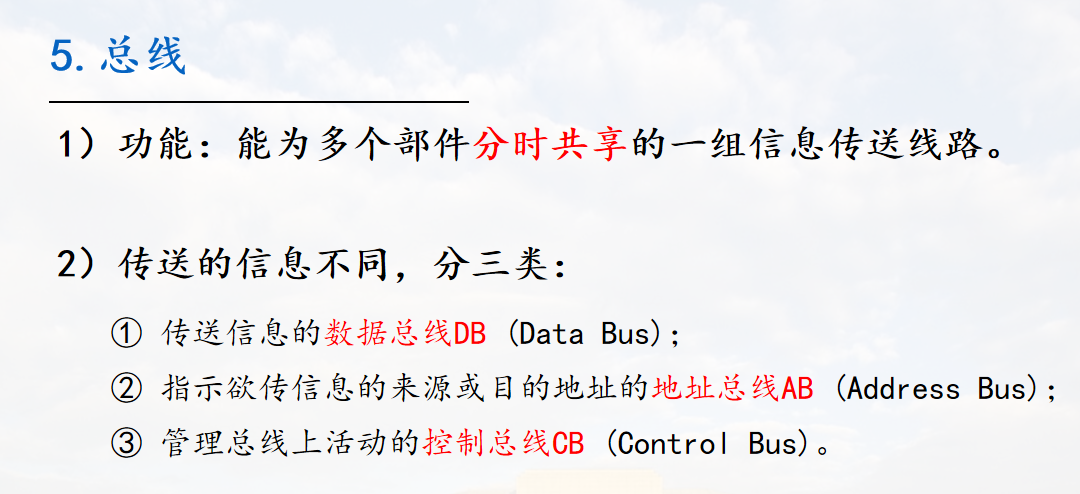 5.总线
1）功能：能为多个部件分时共享的一组信息传送线路。
2）传送的信息不同，分三类：
① 传送信息的数据总线DB (Data Bus)；
② 指示欲传信息的来源或目的地址的地址总线AB (Address Bus)；
③ 管理总线上活动的控制总线CB (Control Bus)。